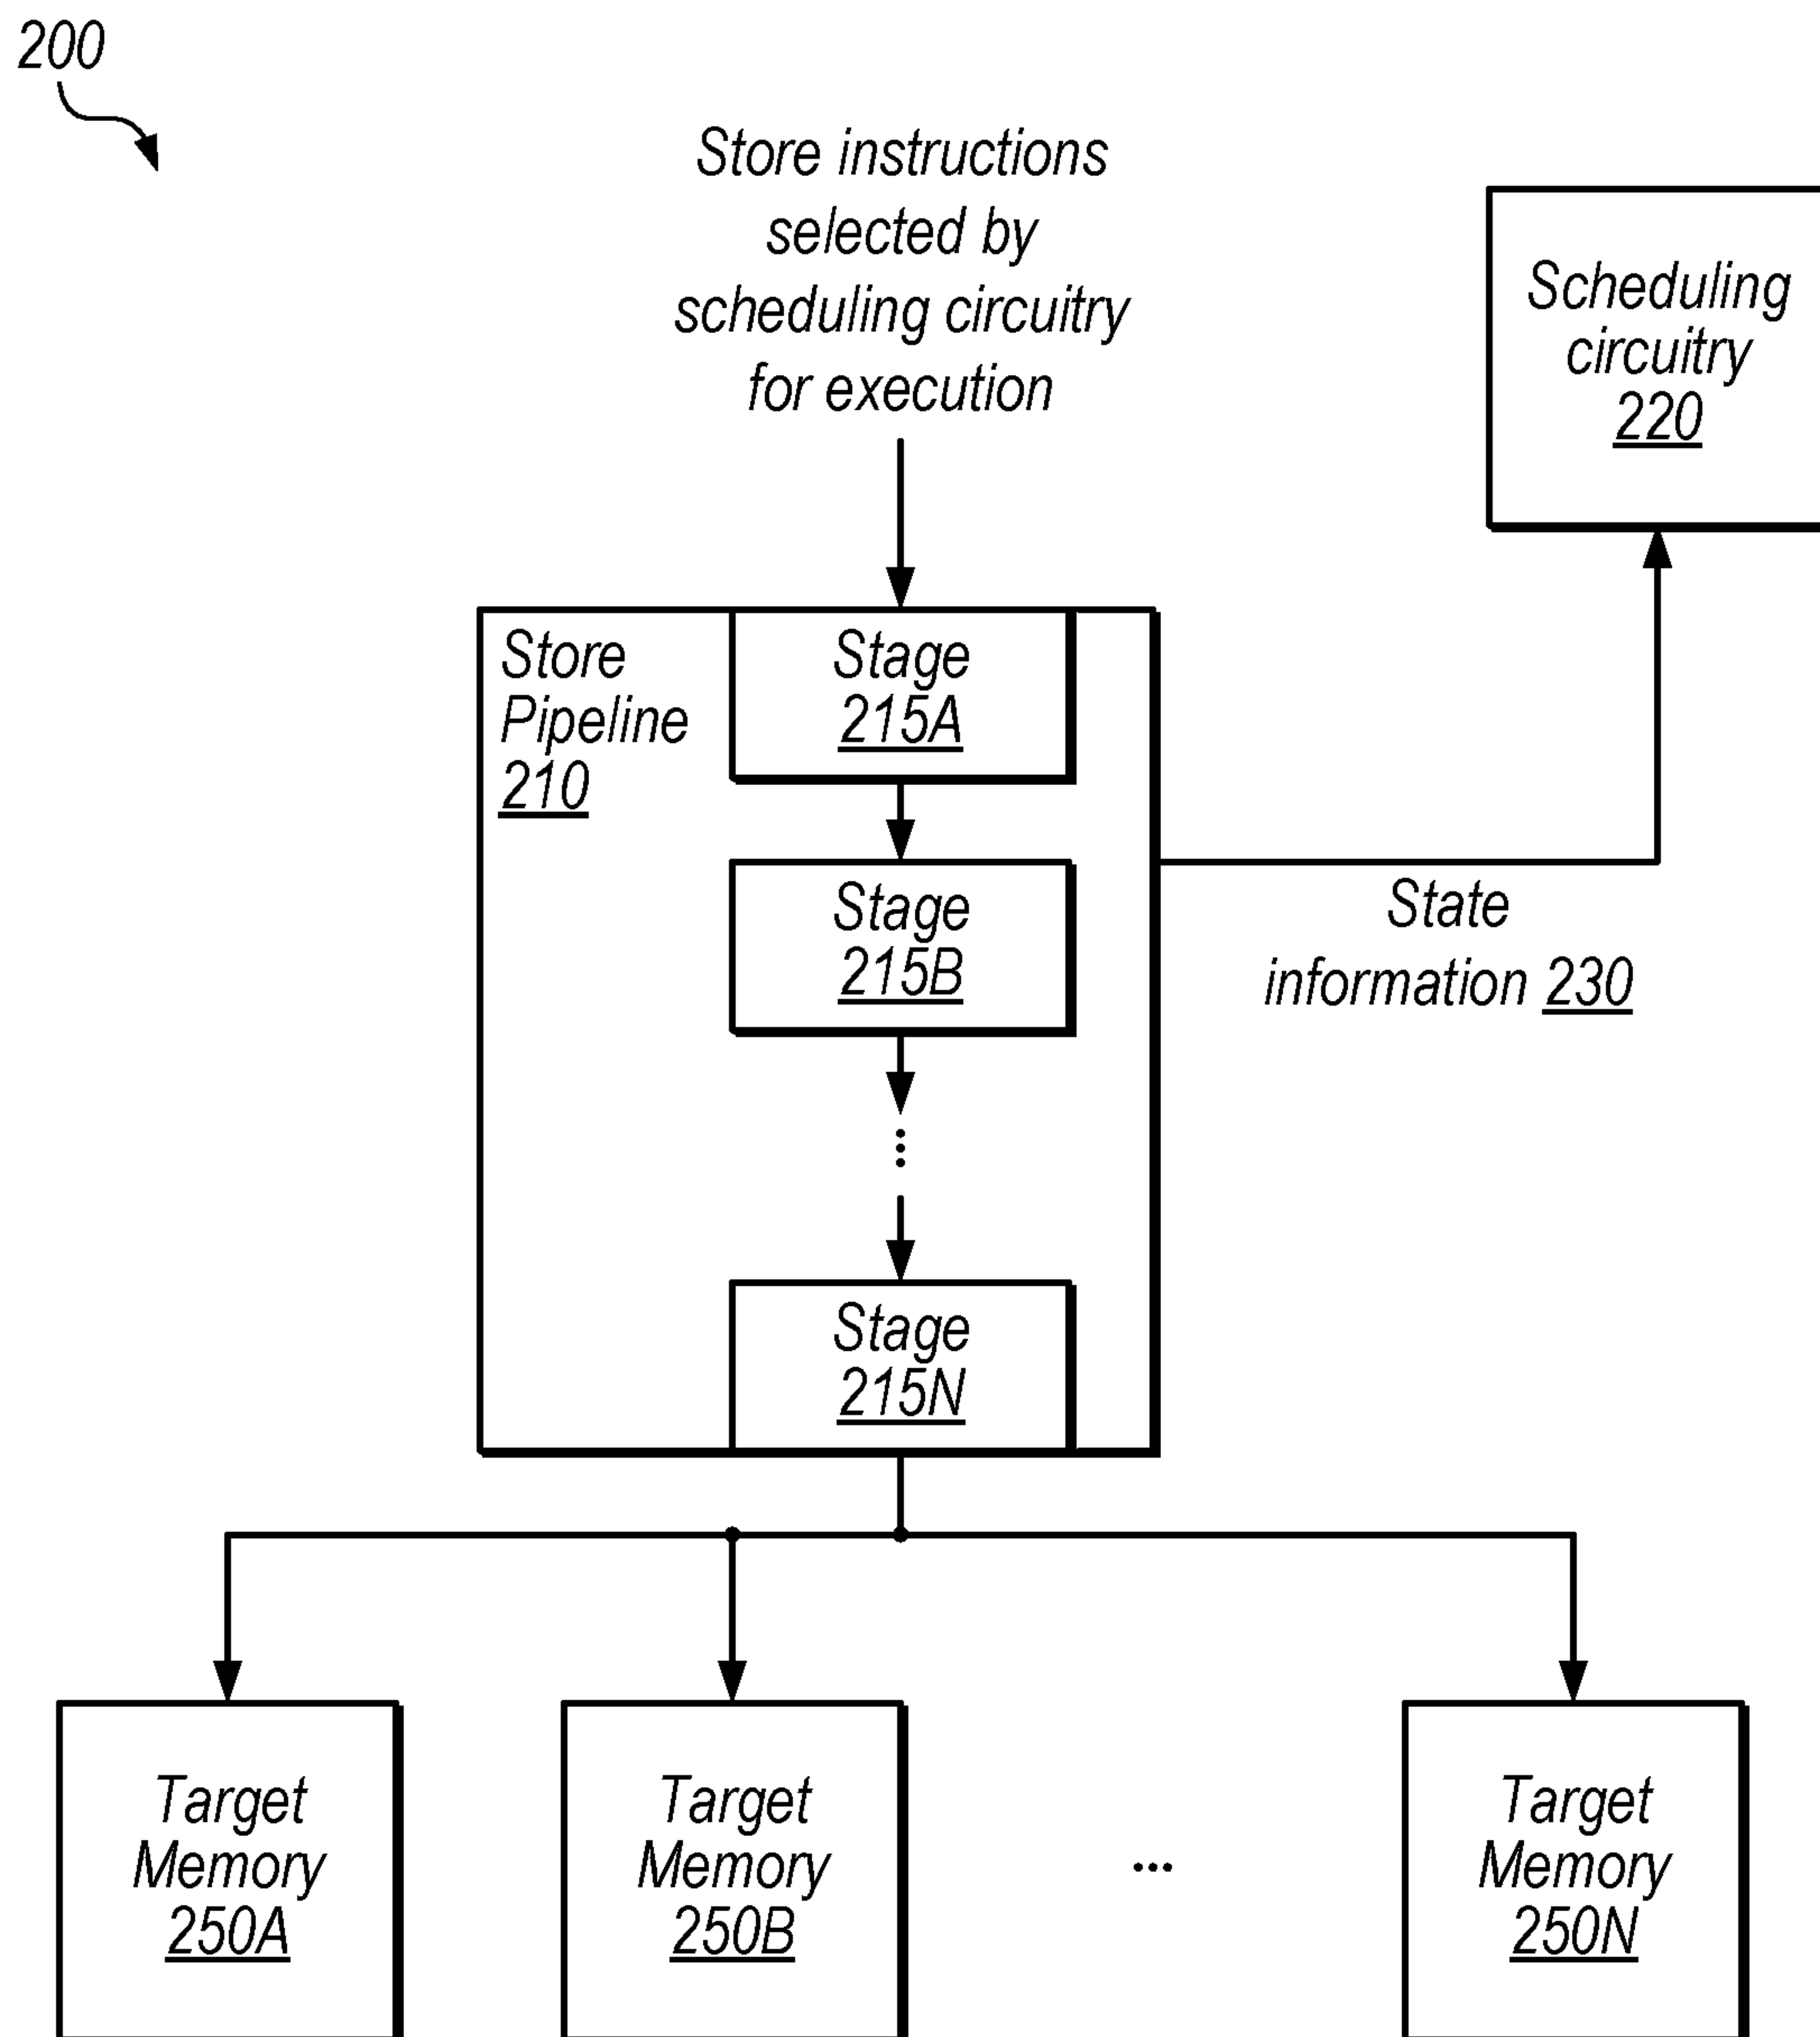 200
Store instructions
selected by
scheduling circuitry
for execution
Scheduling
circuitry
220
Store
Pipeline
210
Stage
215A
Stage
215B
State
information 230
...
Stage
215N
Target
Memory
250A
Target
Memory
250B
...
Target
Memory
250N